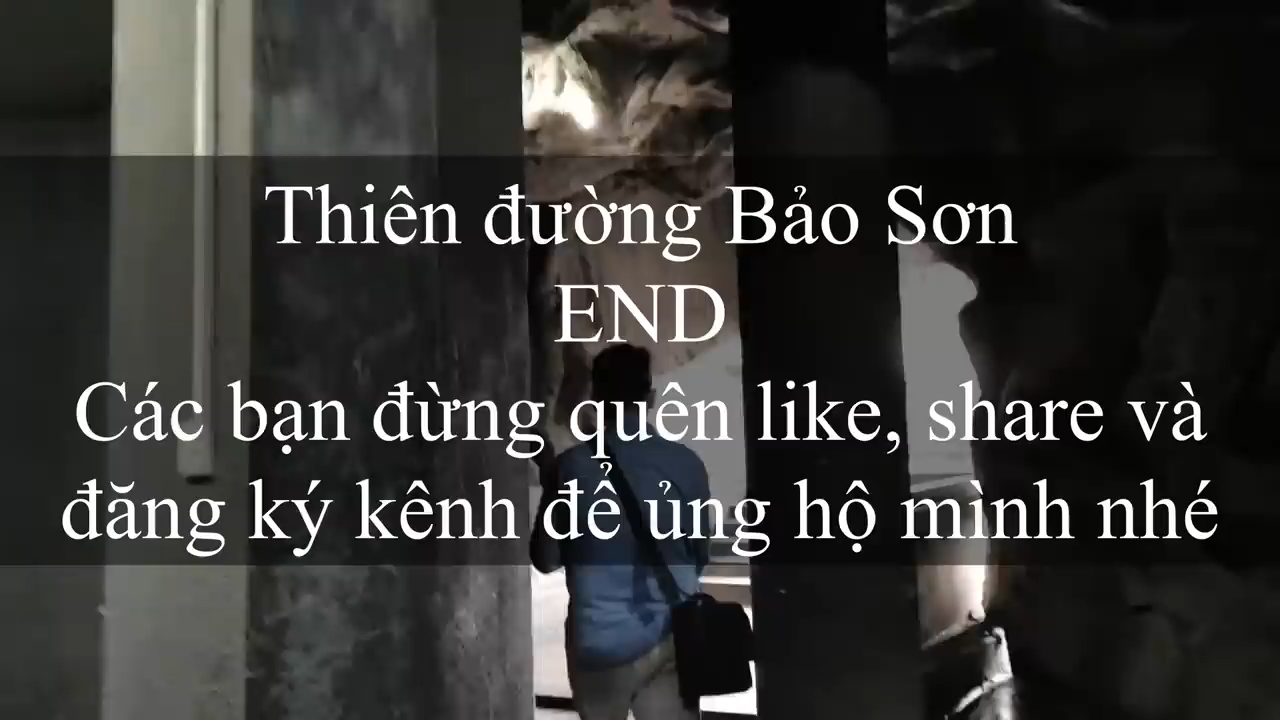 Thiên đường Bảo Sơn
END
Các bạn đừng quên like, share và
đăng ký kênh để ủng hộ mình nhé